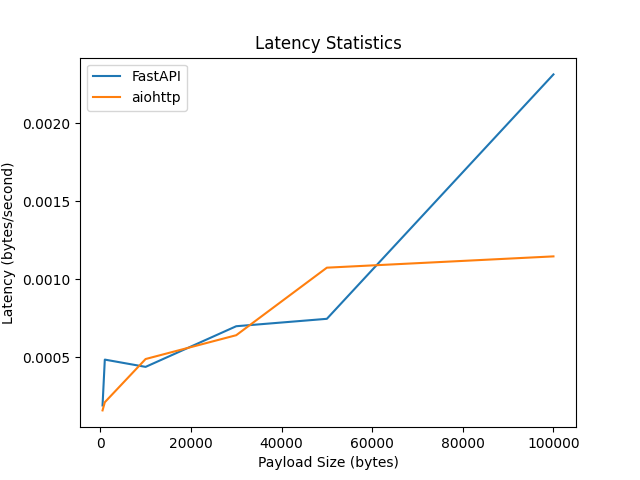 Latency Statistics
FastAPI
aiohttp
0.0020
0.0015
0.0010
0.0005
Latency (bytes/second)
0 20000 40000 60000 80000 100000
Payload Size (bytes)